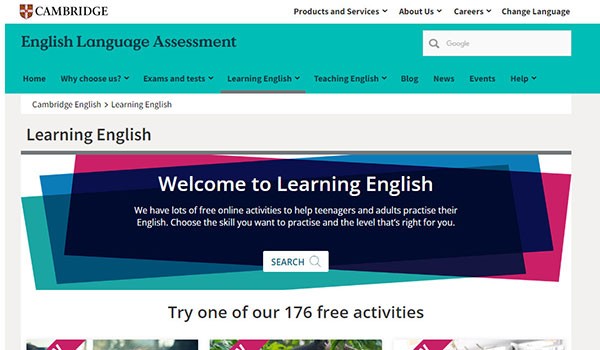 CAMBRIDGE
Products and Services About Us Careers Change Language
English Language Assessment
Google
Home Why choose us? Exams and tests Learning English Teaching English Blog News Events Help
Cambridge English > Learning English
Learning English
Welcome to Learning English
We have lots of free online activities to help teenagers and adults practise their
English. Choose the skill you want to practise and the level that's right for you.
SEARCH
Try one of our 176 free activities